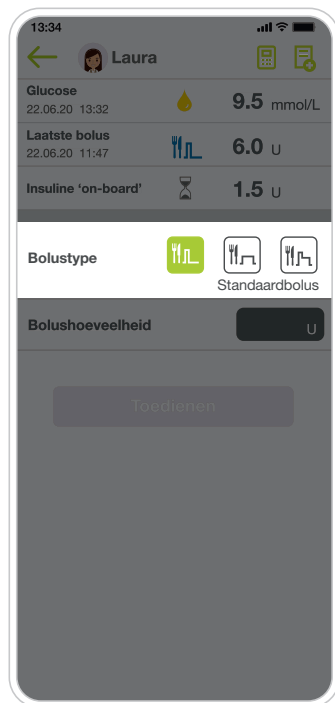 13:34
Laura
Glucose
22.06.20 13:32
9.5 mmol/L
Laatste bolus
22.06.20 11:47
6.0 U
Insuline ‘on-board’
1.5 U
Bolustype
Standaardbolus
Bolushoeveelheid
U
Toedienen